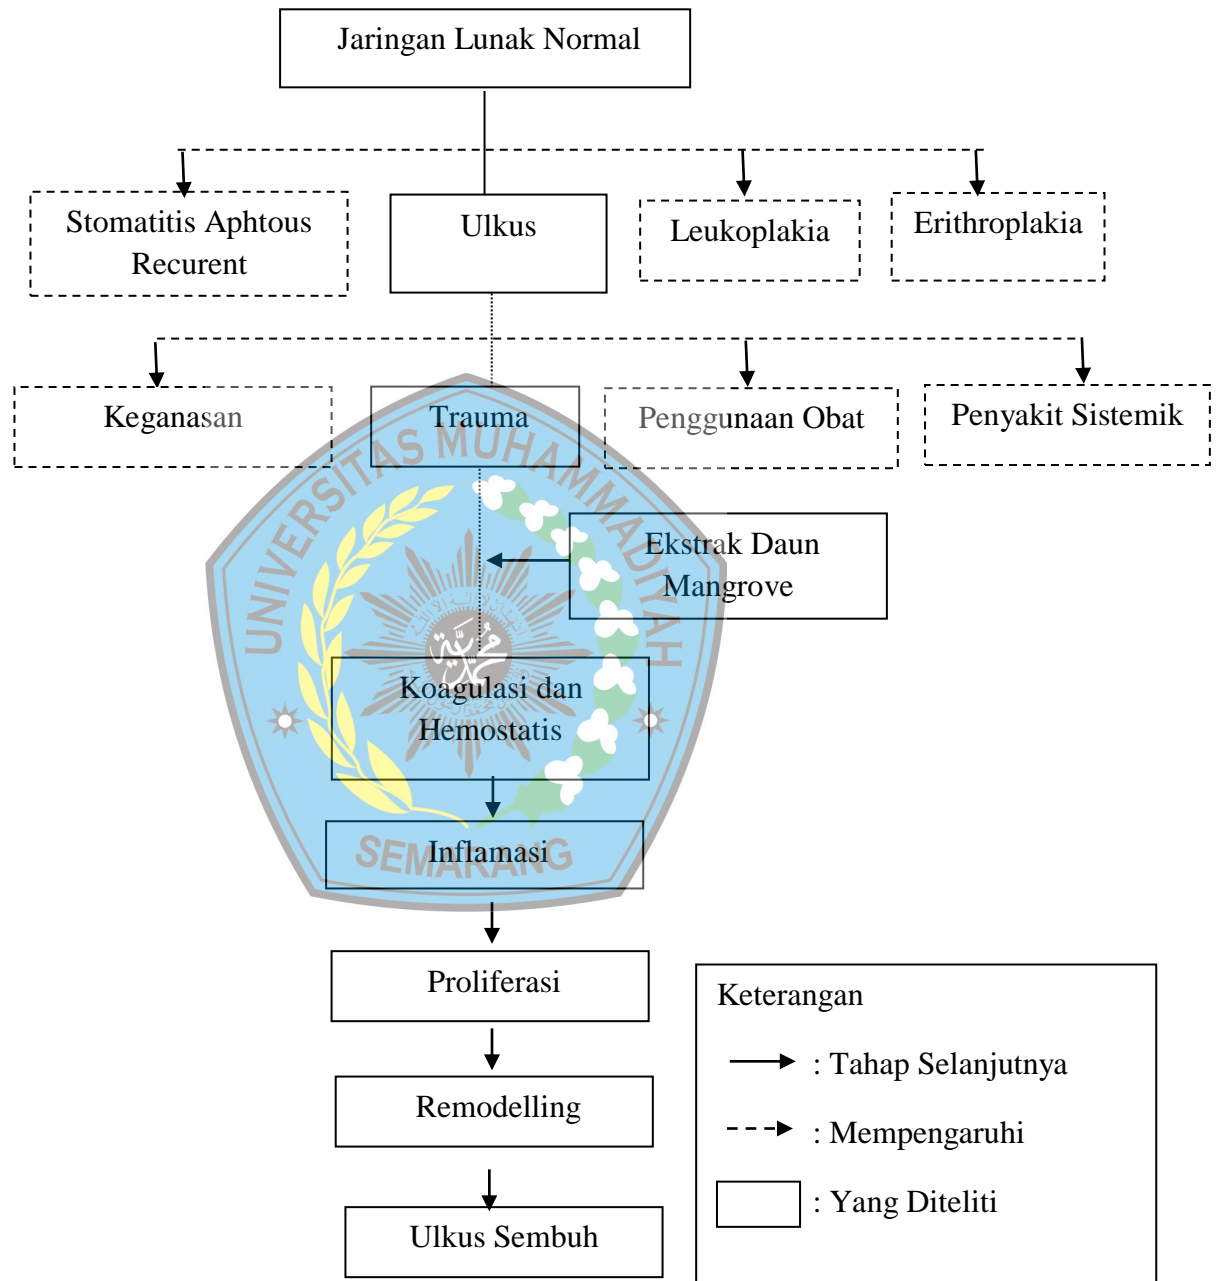 Jaringan Lunak Normal
Stomatitis Aphtous
Recurent
Ulkus
Leukoplakia
Erithroplakia
Keganasan
Trauma
Penggunaan Obat
Penyakit Sistemik
UNIVERSITAS MUHAMMADIYAH
Ekstrak Daun
Mangrove
Koagulasi dan
Hemostatis
Inflamasi
SEMARANG
Proliferasi
Remodelling
Ulkus Sembuh
Keterangan
: Tahap Selanjutnya
: Mempengaruhi
: Yang Diteliti